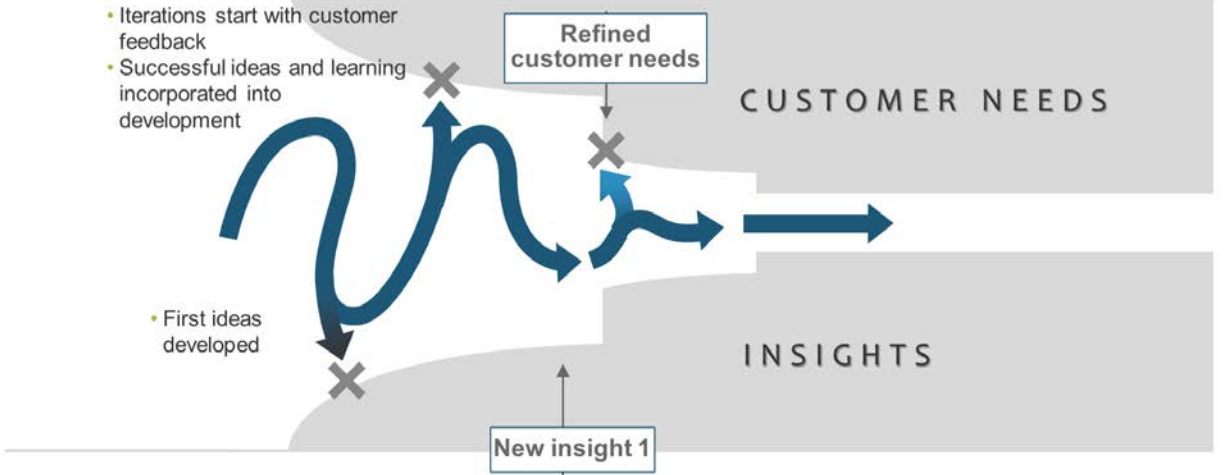 • Iterations start with customer
feedback
• Successful ideas and learning
incorporated into
development
Refined
customer needs
CUSTOMER NEEDS
• First ideas
developed
INSIGHTS
New insight 1